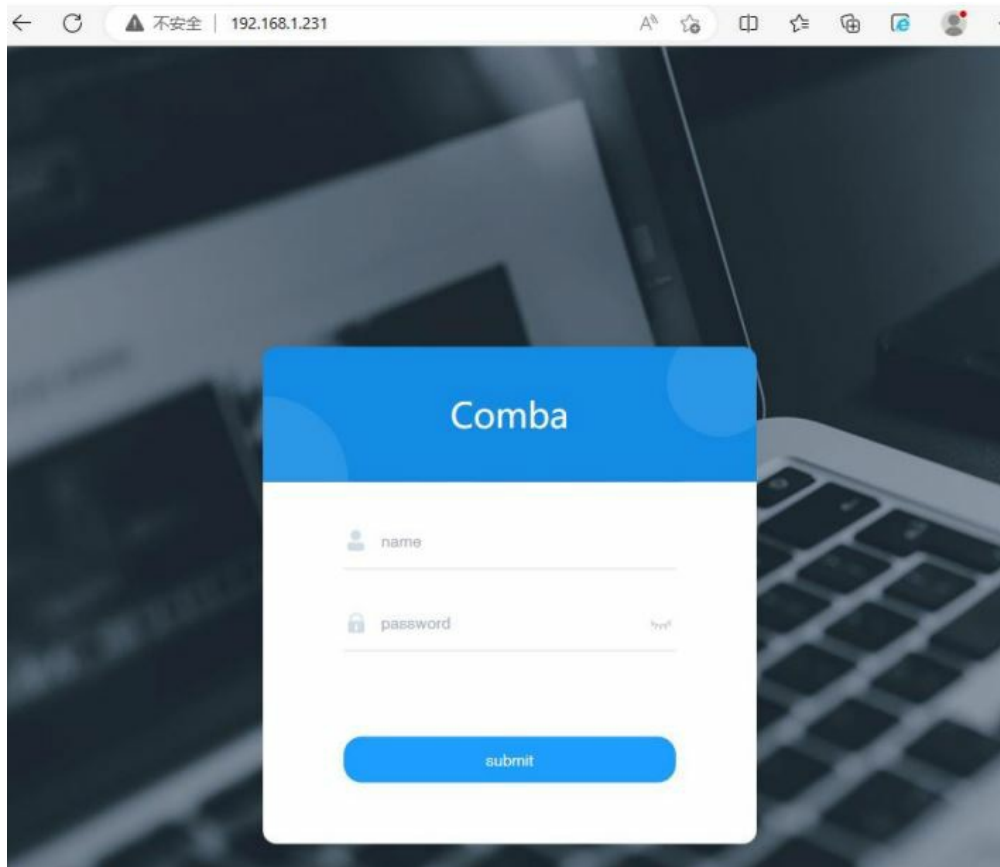 不安全 | 192.168.1.231
Comba
name
password
submit